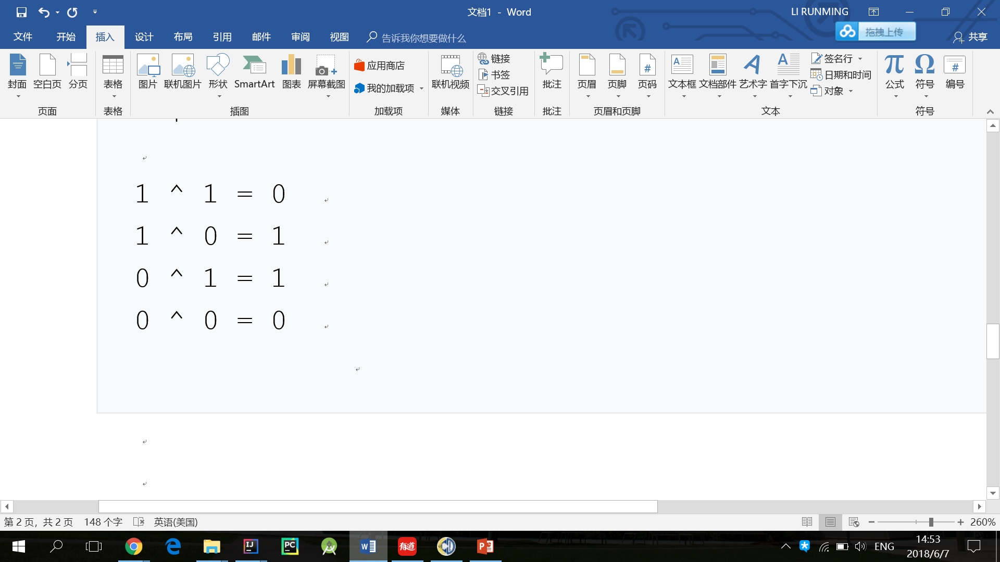 文档1 - Word
LI RUNMING
拖拽上传
文件 开始 插入 设计 布局 引用 邮件 审阅 视图 告诉我你想要做什么 共享
封面 空白页 分页 表格 图片 联机图片 形状 SmartArt 图表 屏幕截图
应用商店
我的加载项
联机视频
链接
书签
交叉引用
批注 页眉 页脚 页码 文本框 文档部件 艺术字 首字下沉
签名行
日期和时间
对象
公式 符号 编号
页面 表格 插图 加载项 媒体 链接 批注 页眉和页脚 文本 符号
1 ^ 1 = 0
1 ^ 0 = 1
0 ^ 1 = 1
0 ^ 0 = 0
第 2 页，共 2 页 148 个字 英语(美国) 260%
IJ PC W 有道 P ENG
14:53
2018/6/7